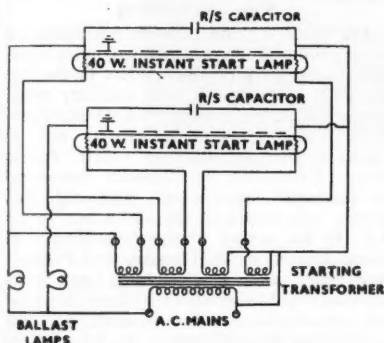 R/S CAPACITOR
40 W. INSTANT START LAMP
R/S CAPACITOR
40 W. INSTANT START LAMP
STARTING
TRANSFORMER
A.C. MAINS
BALLAST
LAMPS